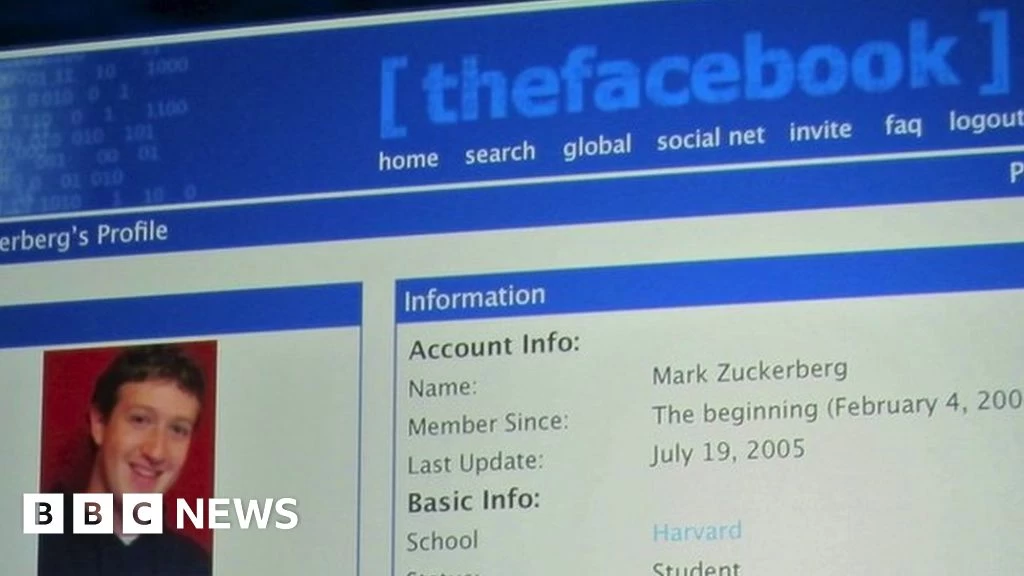 [ thefacebook ]
home search global social net invite faq logout
erberg's Profile
P
Information
Account Info:
Name: Mark Zuckerberg
Member Since: The beginning (February 4, 200
Last Update: July 19, 2005
Basic Info:
School Harvard
Student
BBC NEWS